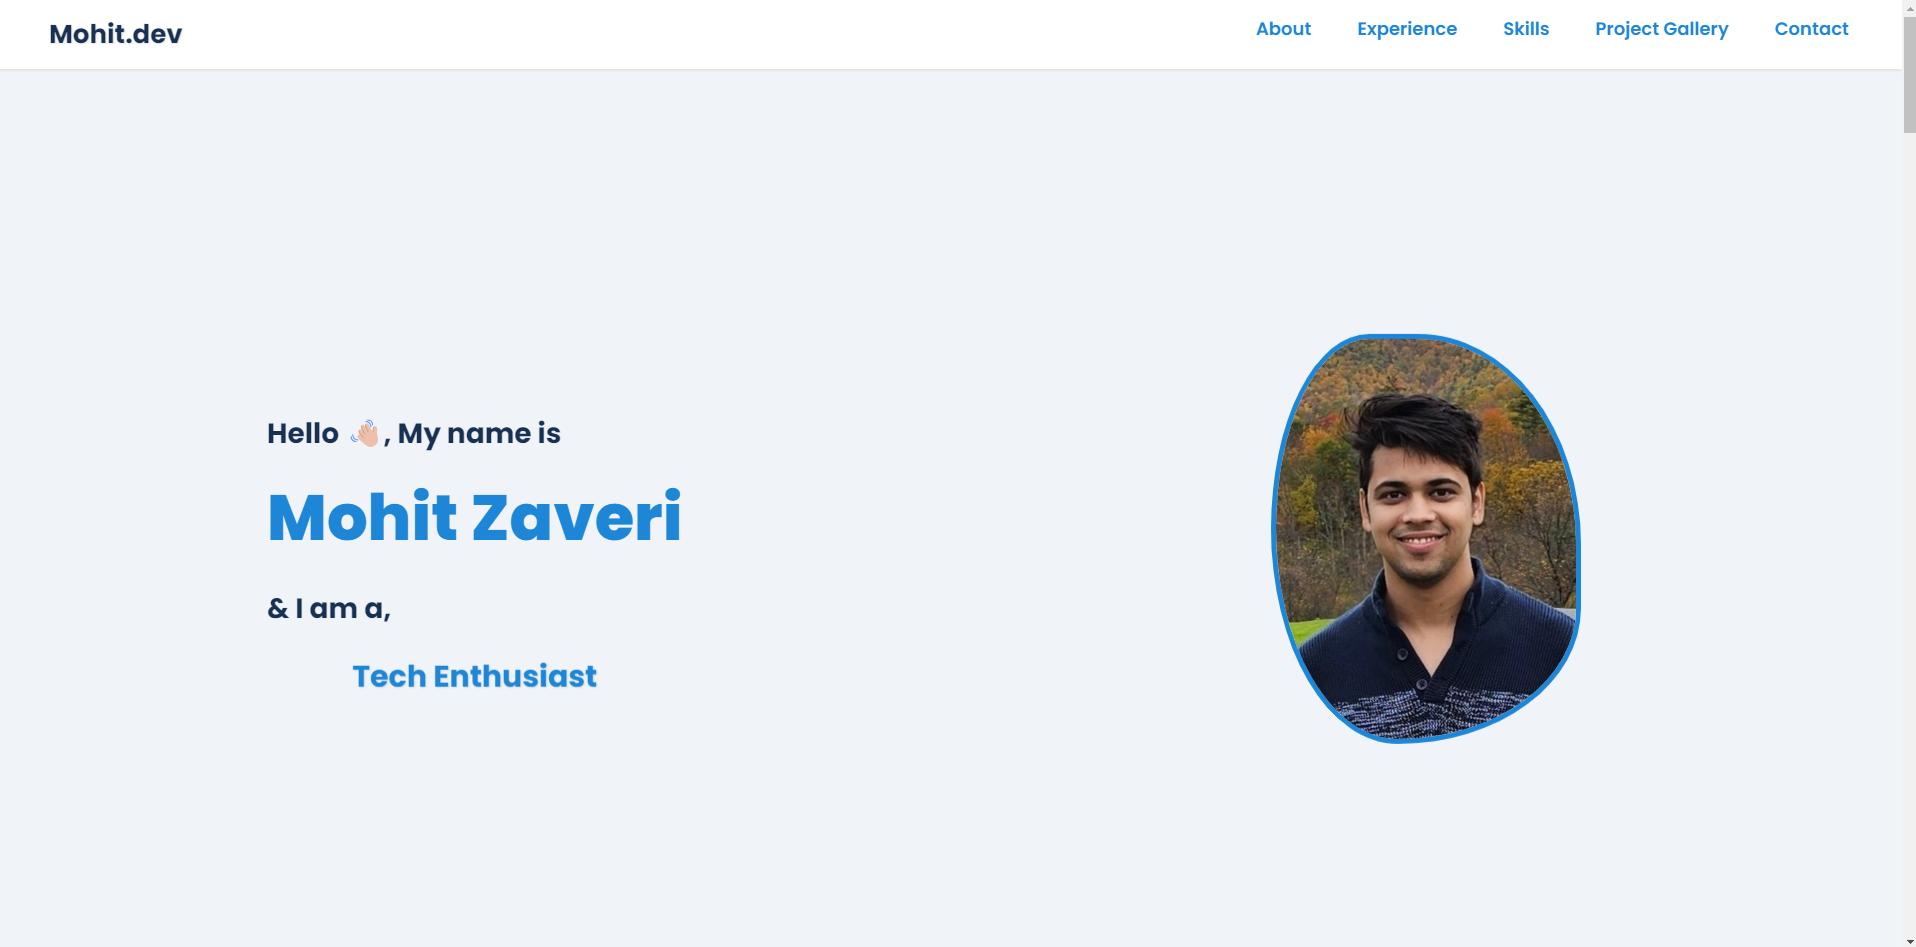 Mohit.dev
About Experience Skills Project Gallery Contact
Hello 👋, My name is
Mohit Zaveri
& I am a,
Tech Enthusiast